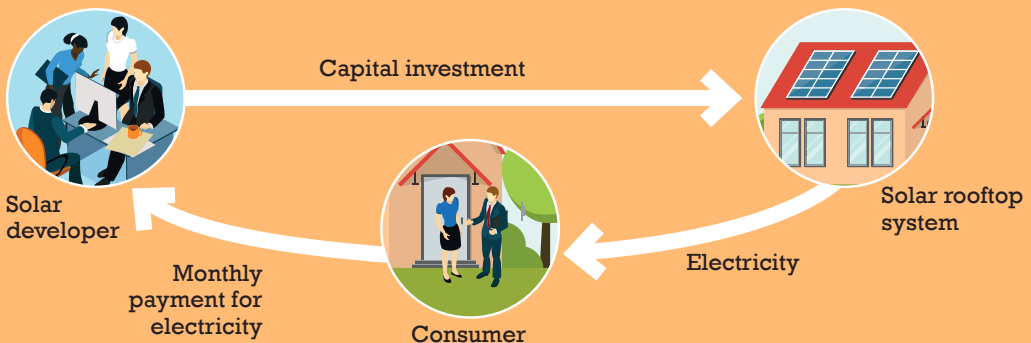 Capital investment
Solar
developer
Solar rooftop
system
Monthly
payment for
electricity
Electricity
Consumer